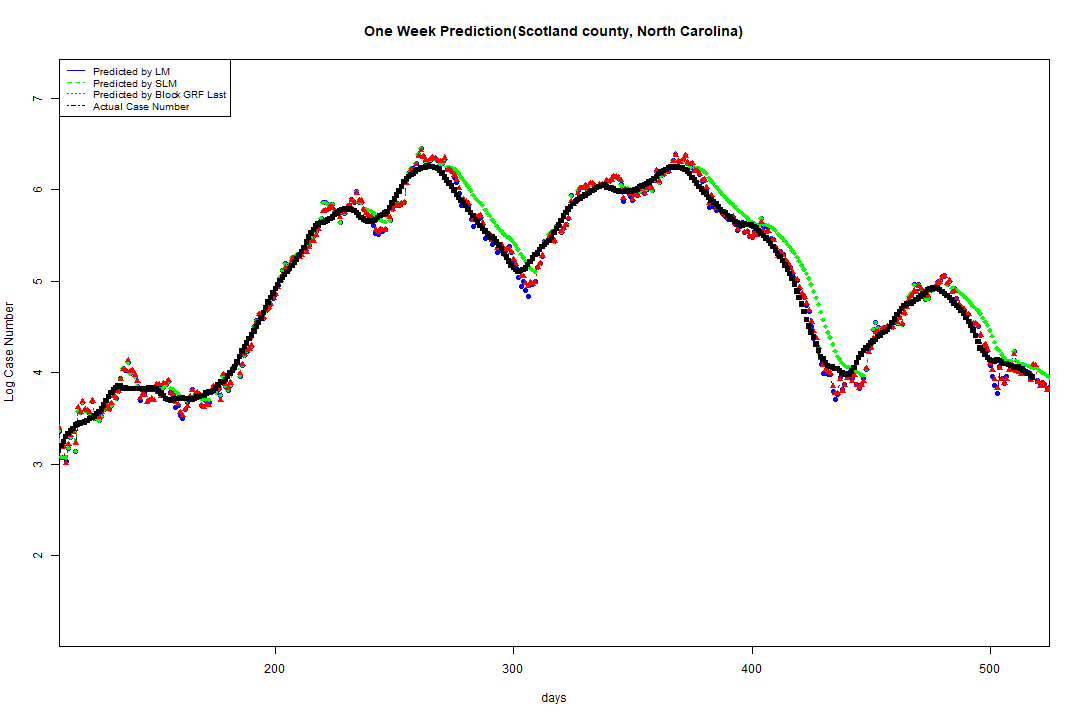 One Week Prediction(Scotland county, North Carolina)
Predicted by LM
Predicted by SLM
Predicted by Block GRF Last
Actual Case Number
7
6
5
4
3
2
Log Case Number
200 300 400 500
days